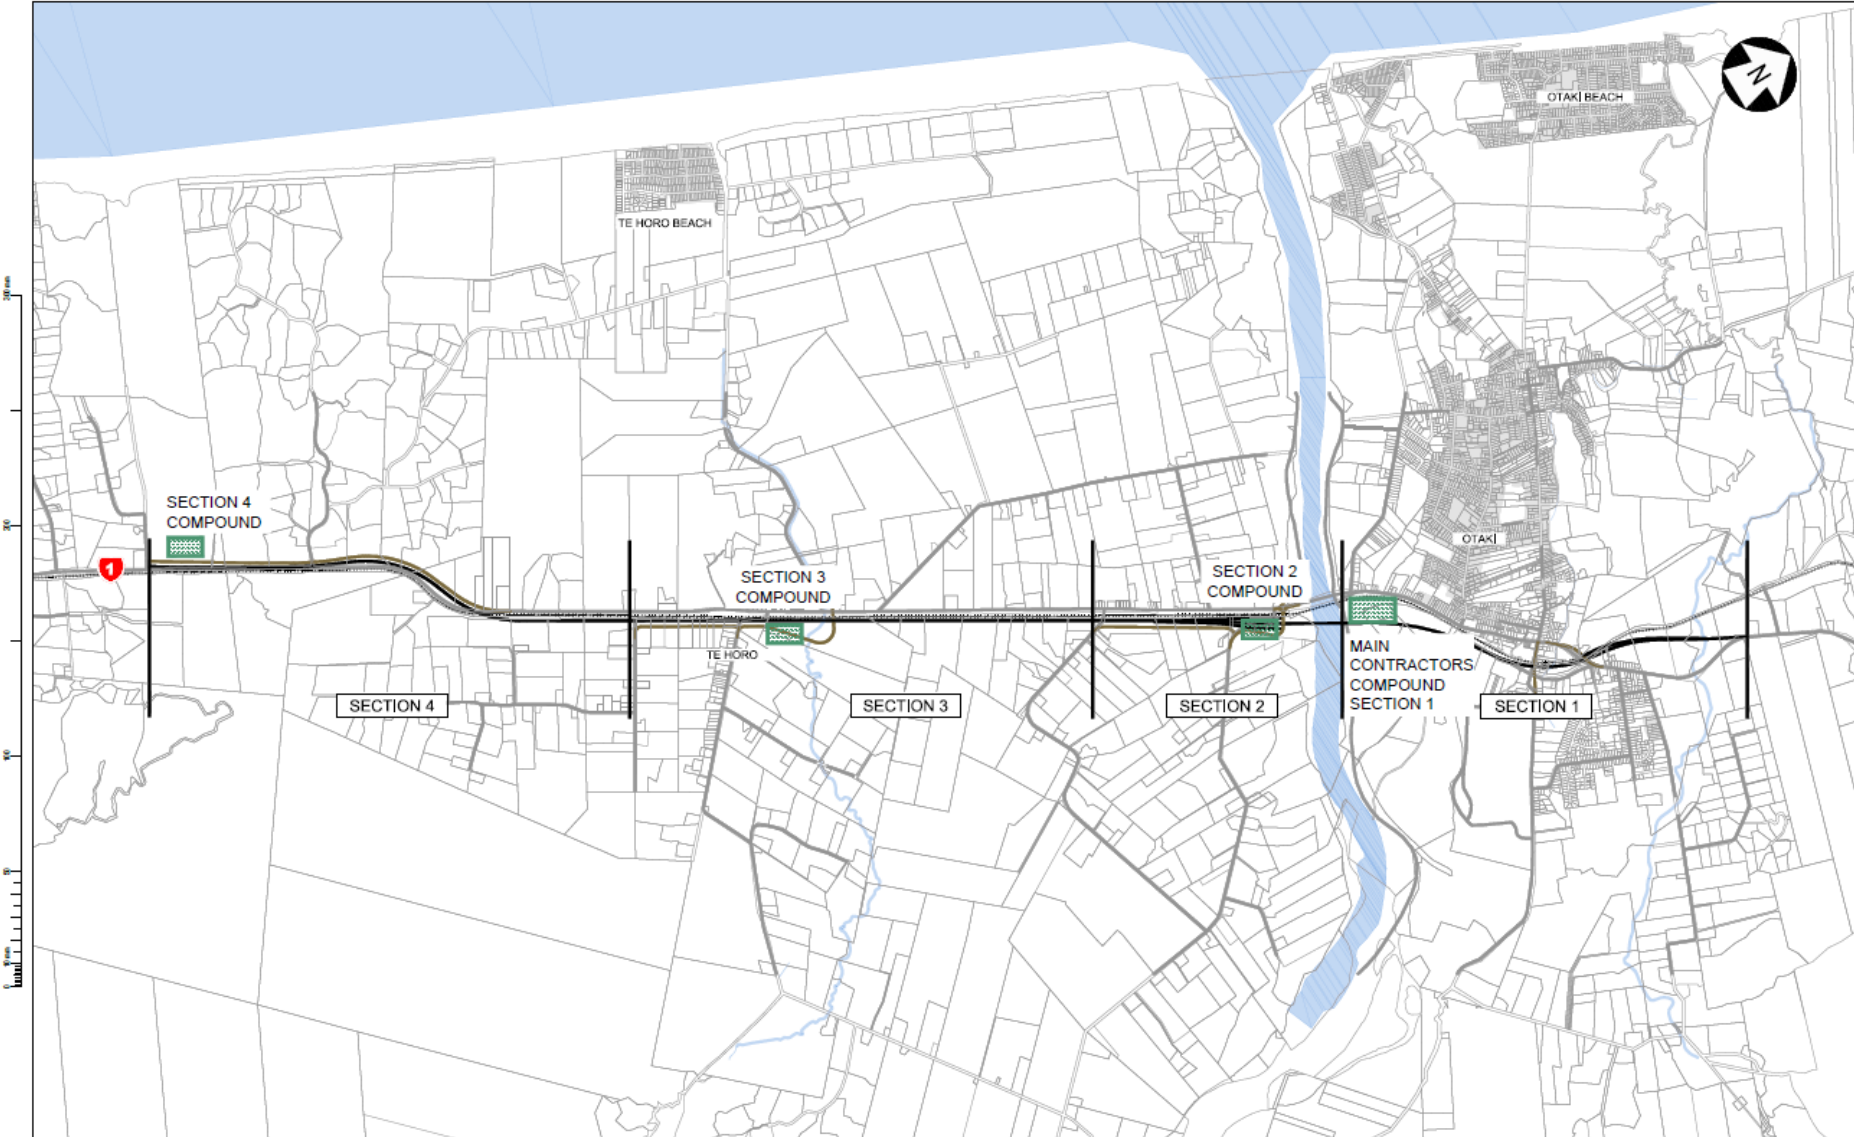 N
OTAKI BEACH
TE HORO BEACH
SECTION 4
COMPOUND
1
OTAKI
SECTION 3
COMPOUND
SECTION 2
COMPOUND
MAIN
CONTRACTORS
COMPOUND
SECTION 1
TE HORO
SECTION 4
SECTION 3
SECTION 2
SECTION 1